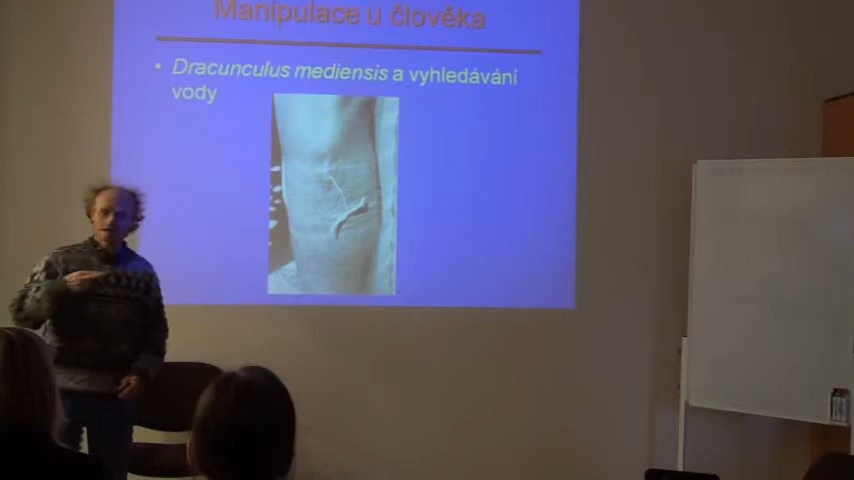 Manipulace u člověka
• Dracunculus mediensis a vyhledávání
vody